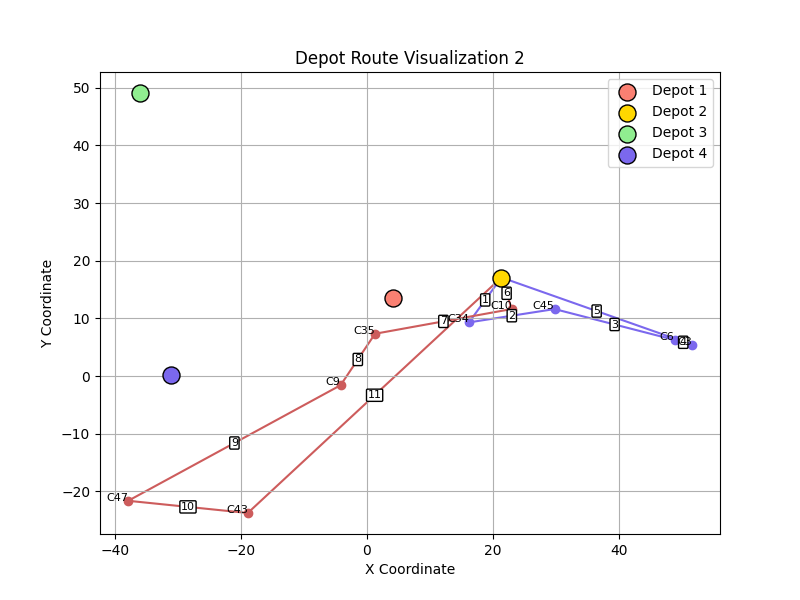 Depot Route Visualization 2
Y Coordinate
50
40
30
20
10
0
−10
−20
−40
−20
0
20
40
X Coordinate
Depot 1
Depot 2
Depot 3
Depot 4
C10
C34
C45
C6
C35
C9
C47
C43
1
2
3
5
6
7
8
9
10
11